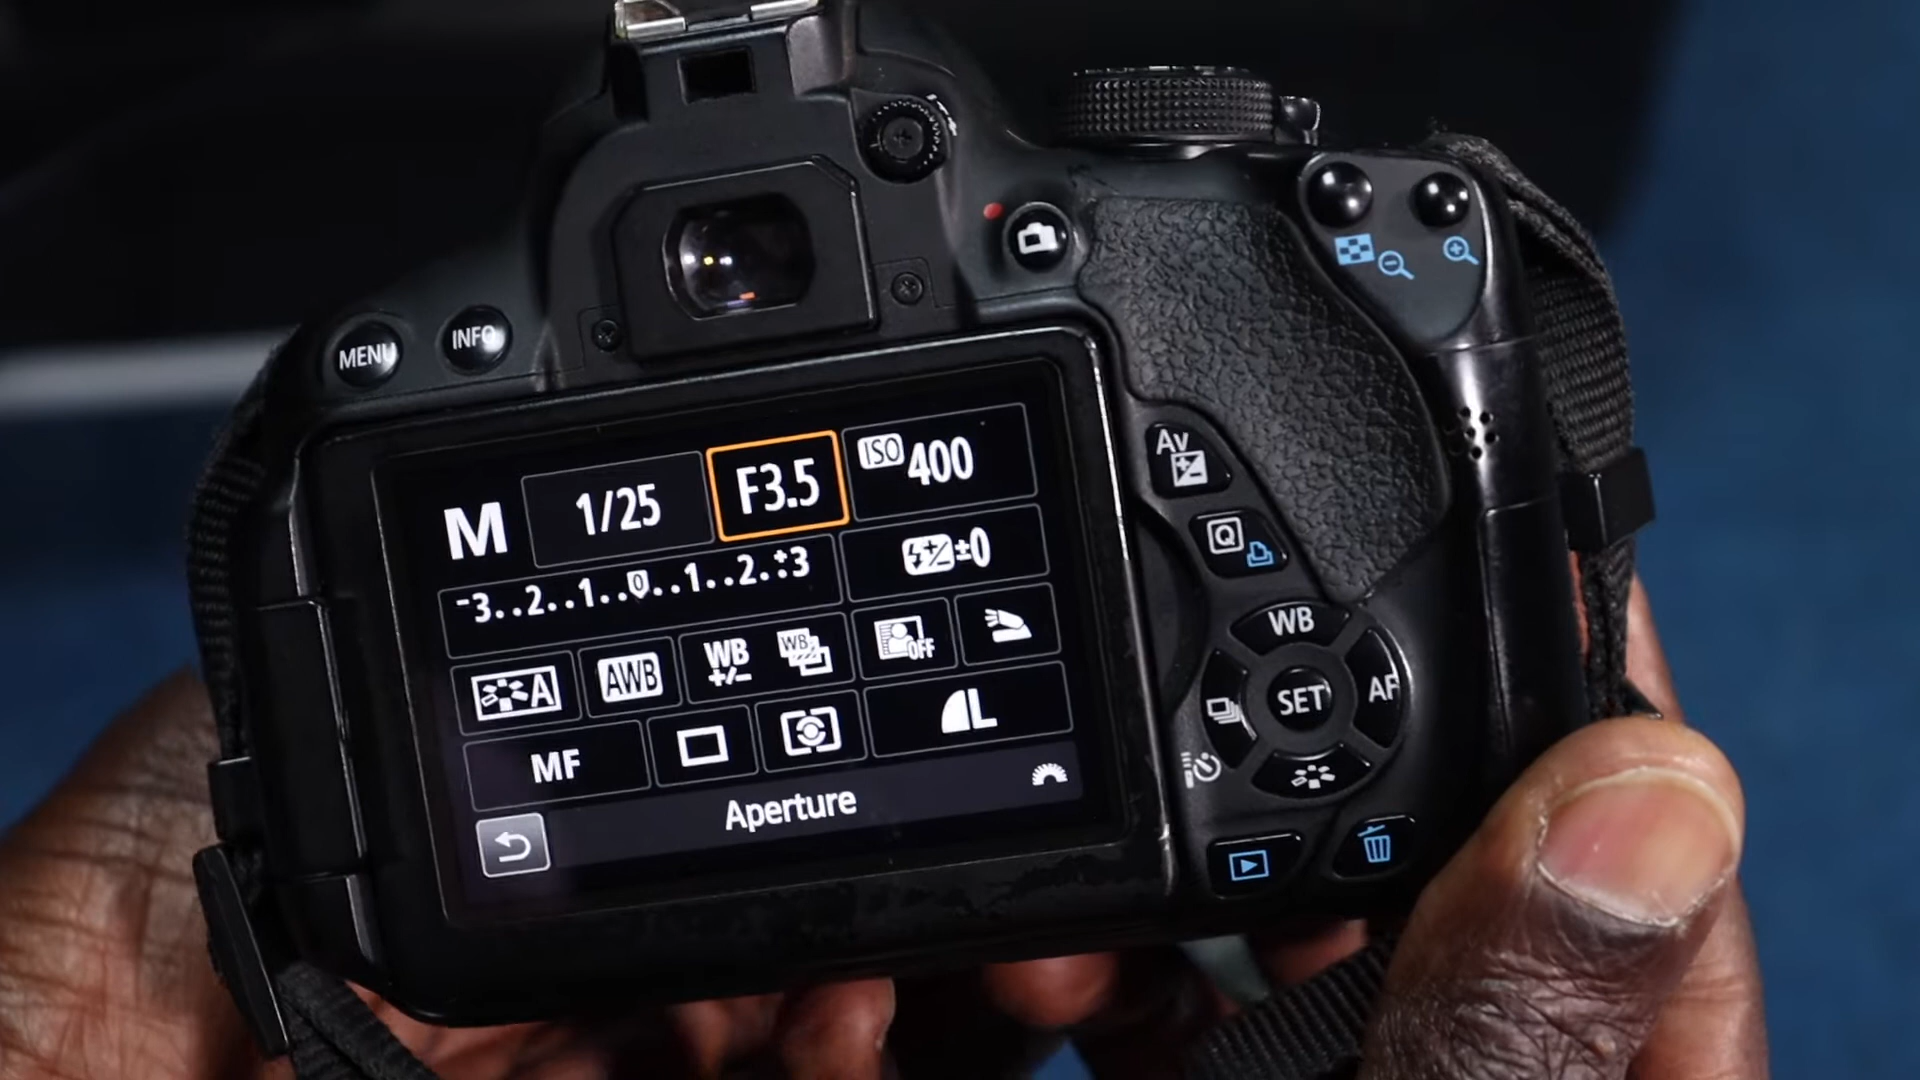 MENU
INFO
M 1/25 F3.5 ISO 400
-3..2..1..0..1..2..+3 ±0
A AWB WB +/- WB OFF
MF L
Aperture
Av
Q
WB
AF
SET